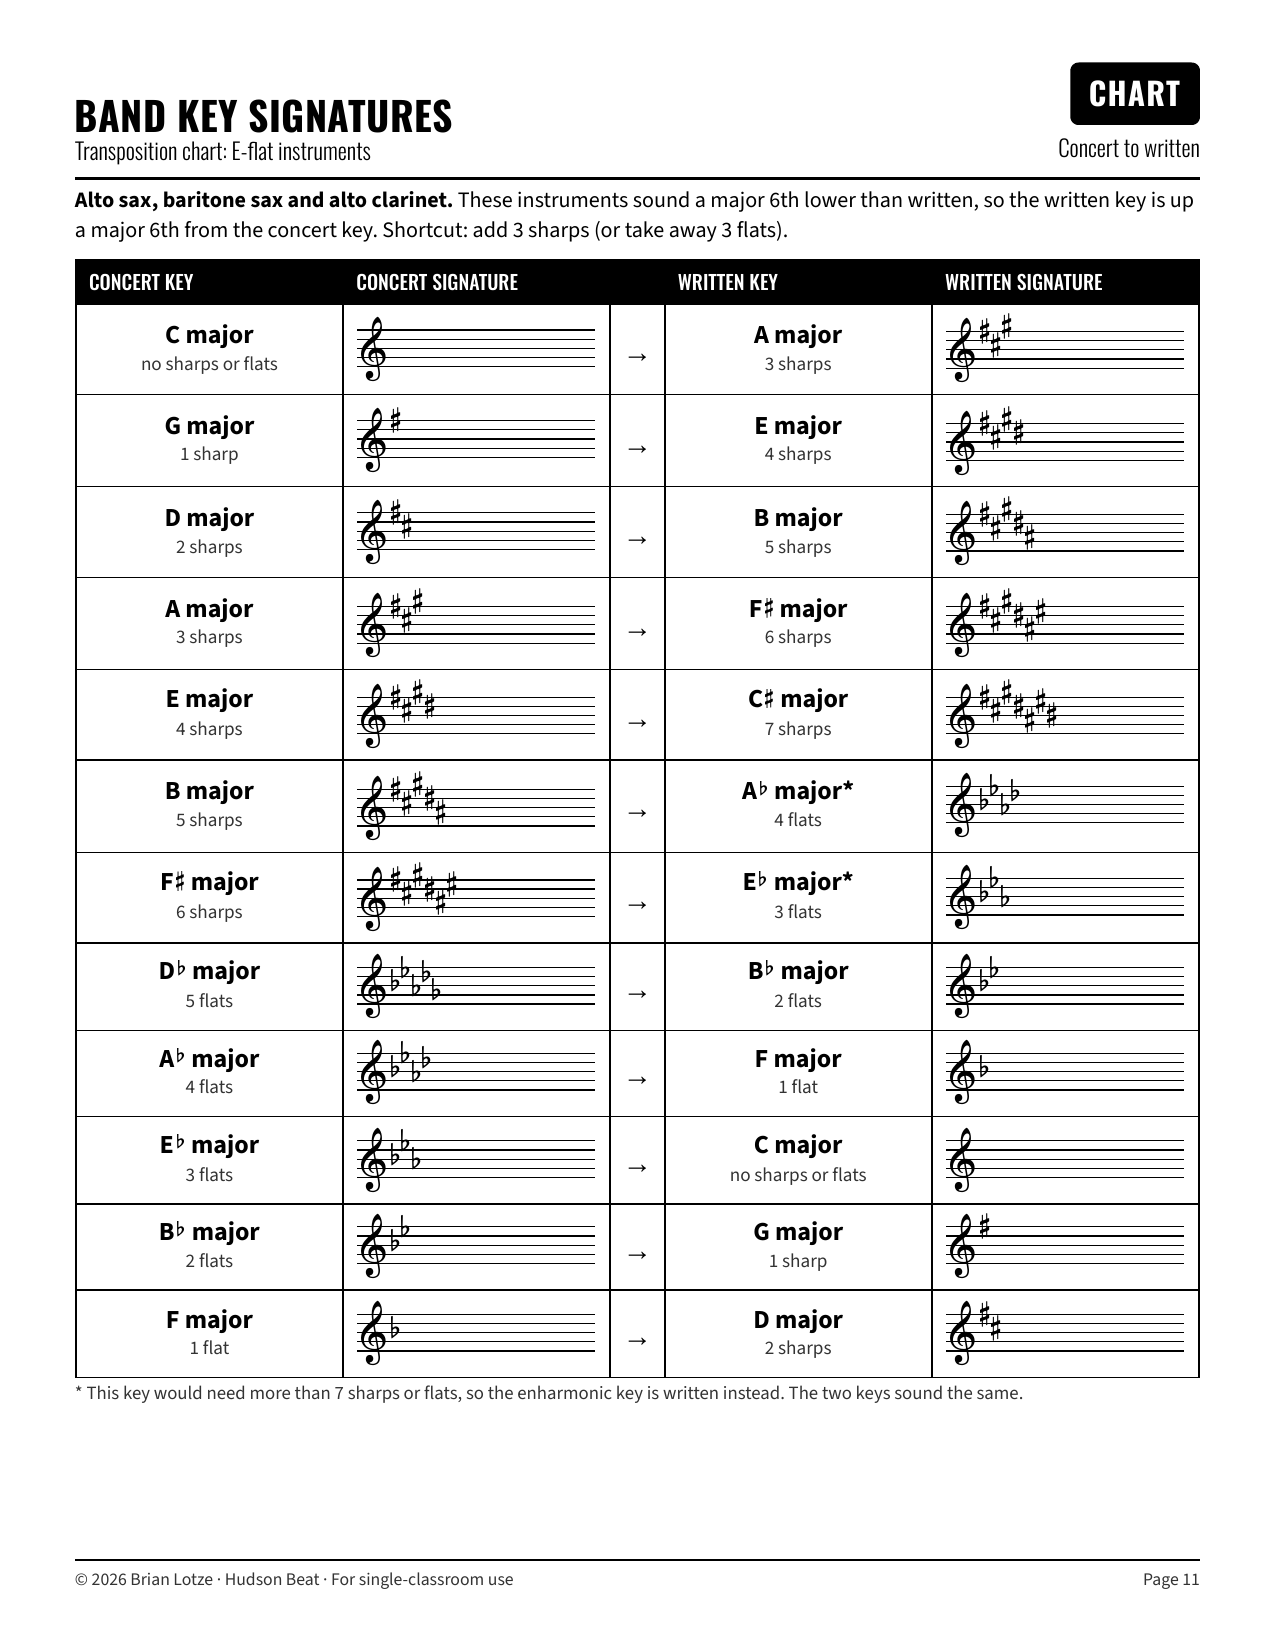 BAND KEY SIGNATURES
Transposition chart: E-flat instruments
CHART
Concert to written
Alto sax, baritone sax and alto clarinet. These instruments sound a major 6th lower than written, so the written key is up
a major 6th from the concert key. Shortcut: add 3 sharps (or take away 3 flats).
CONCERT KEY CONCERT SIGNATURE WRITTEN KEY WRITTEN SIGNATURE
C major → A major
no sharps or flats 3 sharps
G major → E major
1 sharp 4 sharps
D major → B major
2 sharps 5 sharps
A major → F♯ major
3 sharps 6 sharps
E major → C♯ major
4 sharps 7 sharps
B major → A♭ major*
5 sharps 4 flats
F♯ major → E♭ major*
6 sharps 3 flats
D♭ major → B♭ major
5 flats 2 flats
A♭ major → F major
4 flats 1 flat
E♭ major → C major
3 flats no sharps or flats
B♭ major → G major
2 flats 1 sharp
F major → D major
1 flat 2 sharps
* This key would need more than 7 sharps or flats, so the enharmonic key is written instead. The two keys sound the same.
© 2026 Brian Lotze · Hudson Beat · For single-classroom use
Page 11